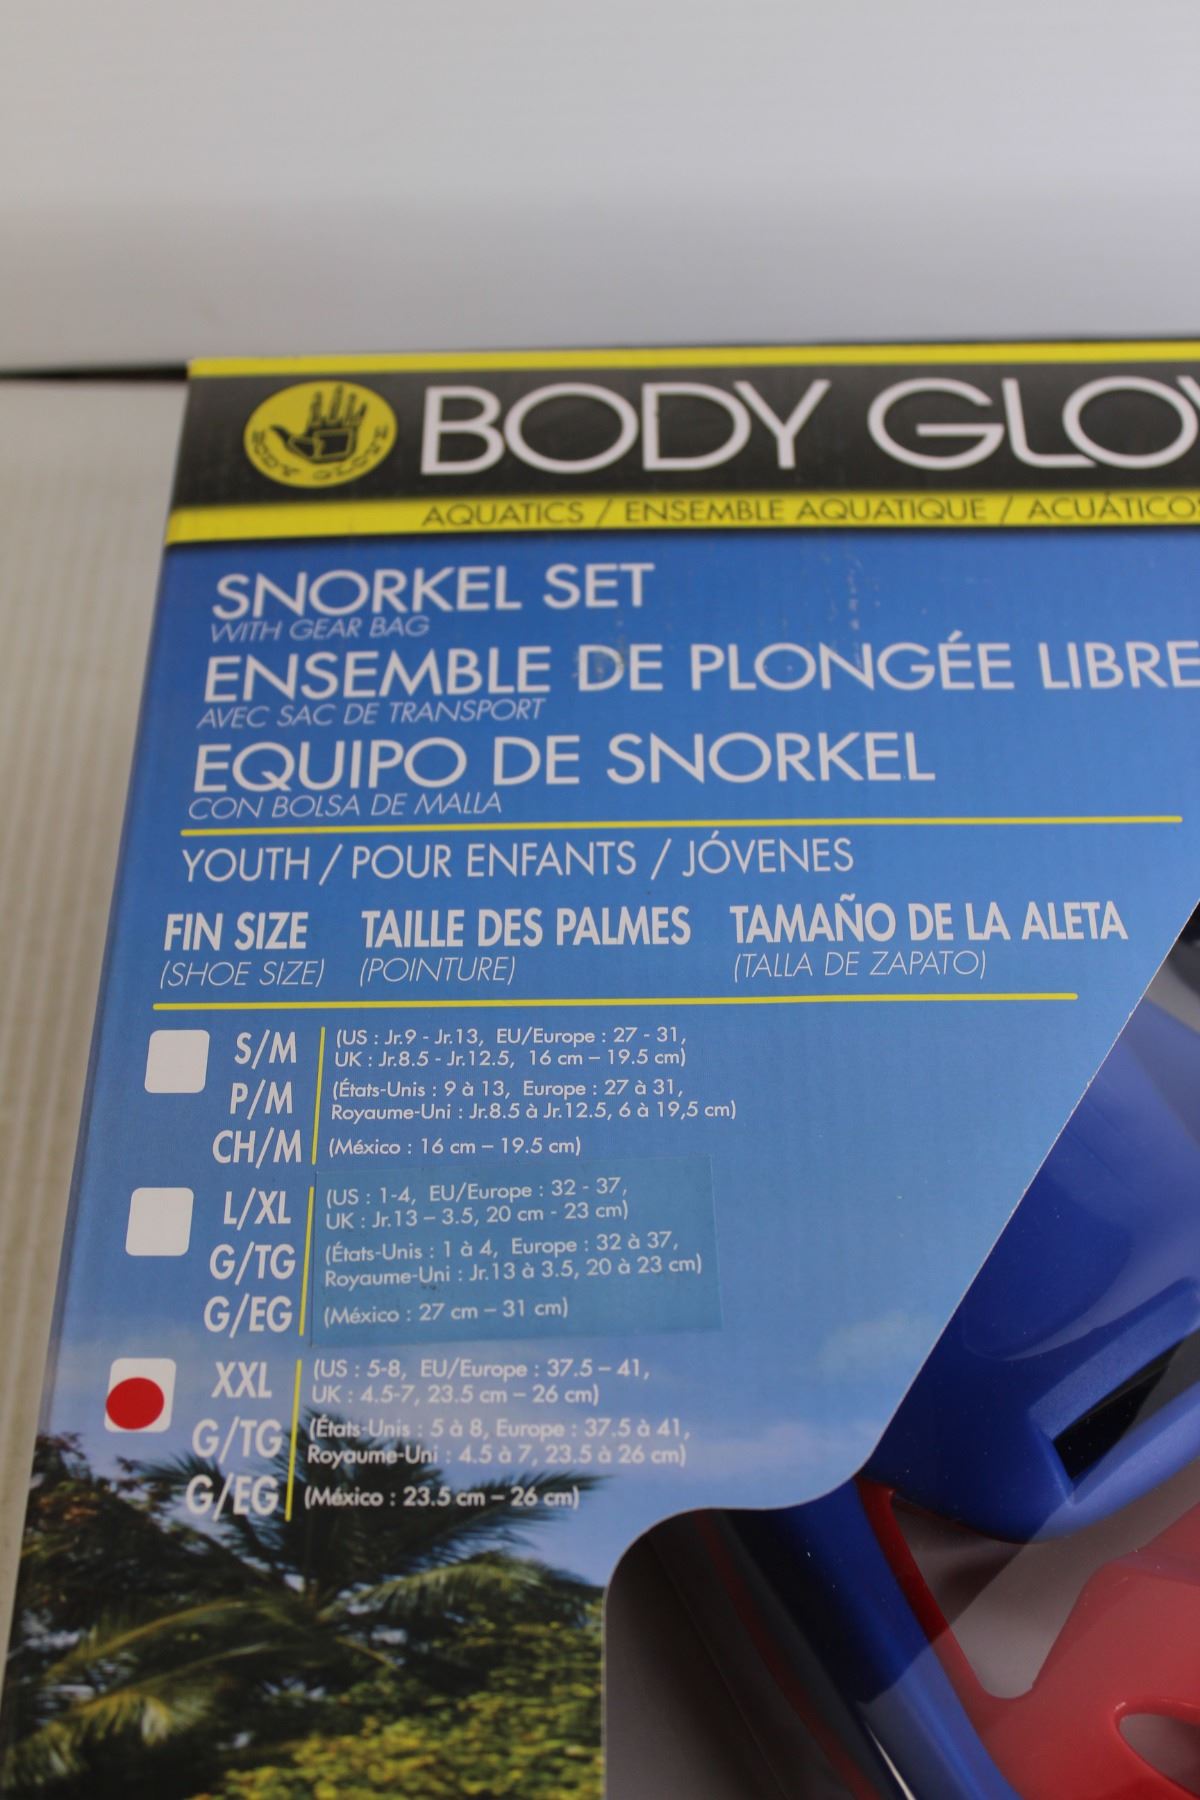 BODY GLOVE
BODY GLO
AQUATICS / ENSEMBLE AQUATIQUE / ACUÁTICO
SNORKEL SET
WITH GEAR BAG
ENSEMBLE DE PLONGÉE LIBRE
AVEC SAC DE TRANSPORT
EQUIPO DE SNORKEL
CON BOLSA DE MALLA
YOUTH / POUR ENFANTS / JÓVENES
FIN SIZE TAILLE DES PALMES TAMAÑO DE LA ALETA
(SHOE SIZE) (POINTURE) (TALLA DE ZAPATO)
S/M (US : Jr.9 - Jr.13, EU/Europe : 27 - 31,
UK : Jr.8.5 - Jr.12.5, 16 cm – 19.5 cm)
P/M (États-Unis : 9 à 13, Europe : 27 à 31,
Royaume-Uni : Jr.8.5 à Jr.12.5, 6 à 19,5 cm)
CH/M (México : 16 cm – 19.5 cm)
L/XL (US : 1-4, EU/Europe : 32 - 37,
UK : Jr.13 – 3.5, 20 cm - 23 cm)
G/TG (États-Unis : 1 à 4, Europe : 32 à 37,
Royaume-Uni : Jr.13 à 3.5, 20 à 23 cm)
G/EG (México : 27 cm – 31 cm)
XXL (US : 5-8, EU/Europe : 37.5 – 41,
UK : 4.5-7, 23.5 cm – 26 cm)
G/TG (États-Unis : 5 à 8, Europe : 37.5 à 41,
Royaume-Uni : 4.5 à 7, 23.5 à 26 cm)
G/EG (México : 23.5 cm – 26 cm)